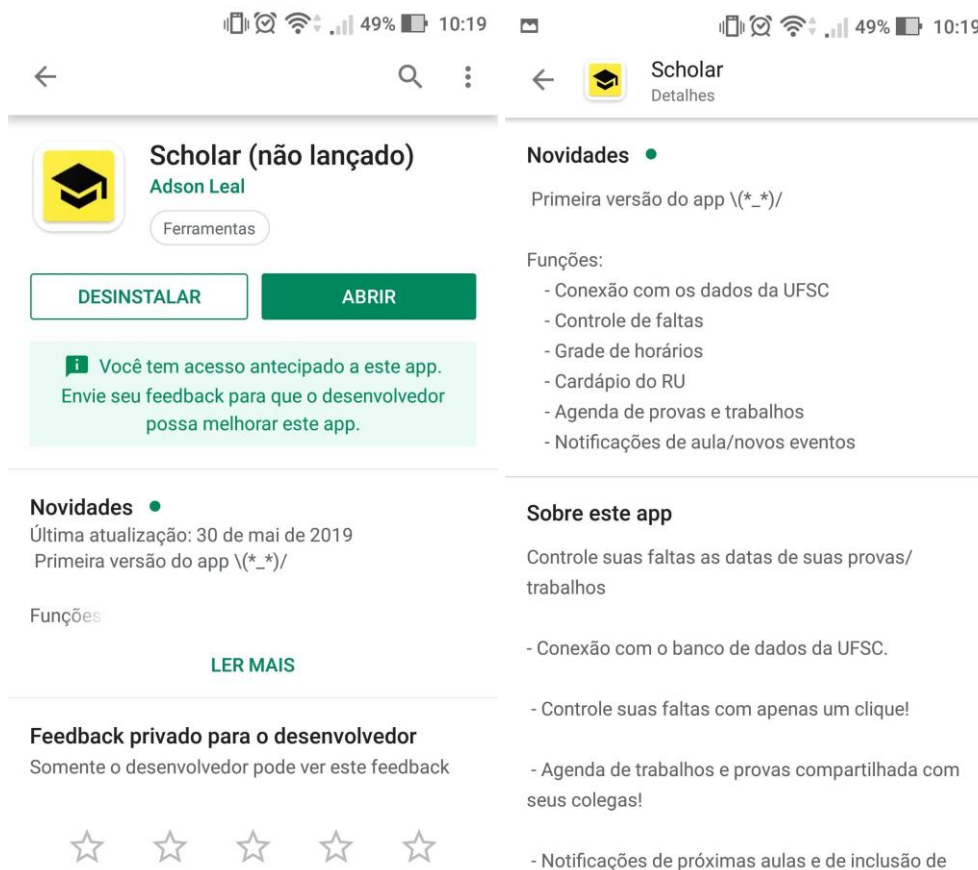 49% 10:19
Scholar (não lançado)
Adson Leal
Ferramentas
DESINSTALAR
ABRIR
Você tem acesso antecipado a este app.
Envie seu feedback para que o desenvolvedor
possa melhorar este app.
Novidades
Última atualização: 30 de mai de 2019
Primeira versão do app \(*_*)/
Funções
LER MAIS
Feedback privado para o desenvolvedor
Somente o desenvolvedor pode ver este feedback
49% 10:19
Scholar
Detalhes
Novidades
Primeira versão do app \(*_*)/
Funções:
- Conexão com os dados da UFSC
- Controle de faltas
- Grade de horários
- Cardápio do RU
- Agenda de provas e trabalhos
- Notificações de aula/novos eventos
Sobre este app
Controle suas faltas as datas de suas provas/
trabalhos
- Conexão com o banco de dados da UFSC.
- Controle suas faltas com apenas um clique!
- Agenda de trabalhos e provas compartilhada com
seus colegas!
- Notificações de próximas aulas e de inclusão de